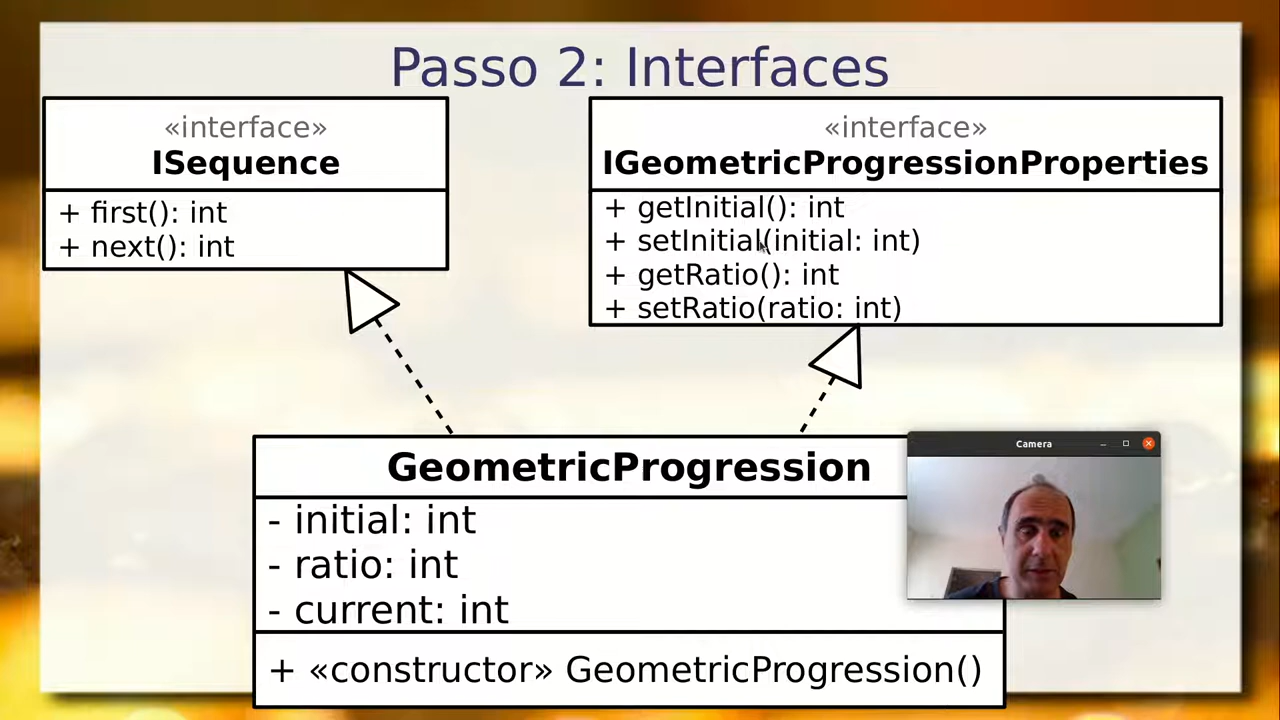 Passo 2: Interfaces
«interface»
ISequence
+ first(): int
+ next(): int
«interface»
IGeometricProgressionProperties
+ getInitial(): int
+ setInitial(initial: int)
+ getRatio(): int
+ setRatio(ratio: int)
GeometricProgression
- initial: int
- ratio: int
- current: int
+ «constructor» GeometricProgression()
Camera